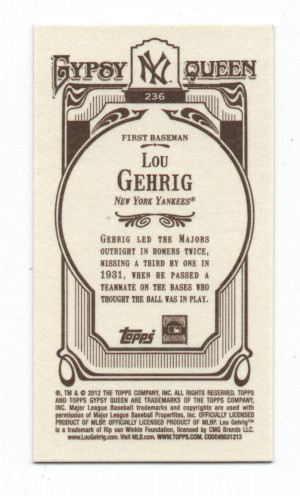 GYPSY NY QUEEN
236
FIRST BASEMAN
LOU
GEHRIG
NEW YORK YANKEES®
GEHRIG LED THE MAJORS
OUTRIGHT IN HOMERS TWICE,
MISSING A THIRD BY ONE IN
1931, WHEN HE PASSED A
TEAMMATE ON THE BASES WHO
THOUGHT THE BALL WAS IN PLAY.
Topps
®, TM & © 2012 THE TOPPS COMPANY, INC. ALL RIGHTS RESERVED. TOPPS
AND TOPPS GYPSY QUEEN ARE TRADEMARKS OF THE TOPPS COMPANY,
INC. Major League Baseball trademarks and copyrights are used with
permission of Major League Baseball Properties, Inc. OFFICIALLY LICENSED
PRODUCT OF MLBP. OFFICIALLY LICENSED PRODUCT OF MLBP. Lou Gehrig™
is a trademark of Rip van Winkle Foundation, licensed by CMG Brands LLC.
www.LouGehrig.com. Visit MLB.com. WWW.TOPPS.COM. CODE#9531213